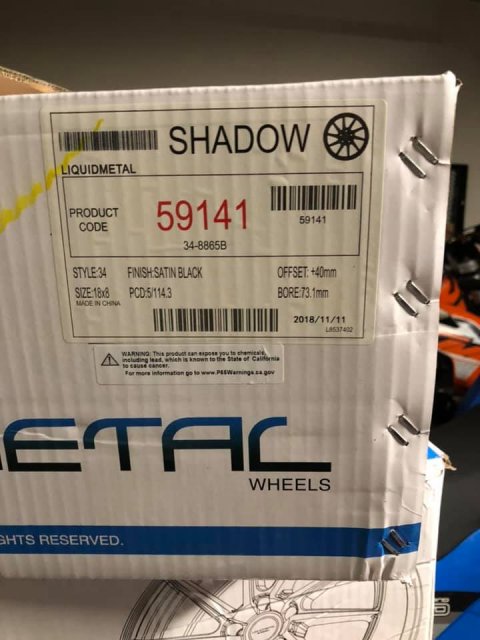 SHADOW
LIQUIDMETAL
PRODUCT CODE
59141
59141
34-8865B
STYLE:34 FINISH:SATIN BLACK OFFSET: +40mm
SIZE:18x8 PCD:5/114.3 BORE:73.1mm
MADE IN CHINA
2018/11/11
L8537402
WARNING: This product can expose you to chemicals,
including lead, which is known to the State of California
to cause cancer.
For more information go to www.P65Warnings.ca.gov
ETAL
WHEELS
GHTS RESERVED.